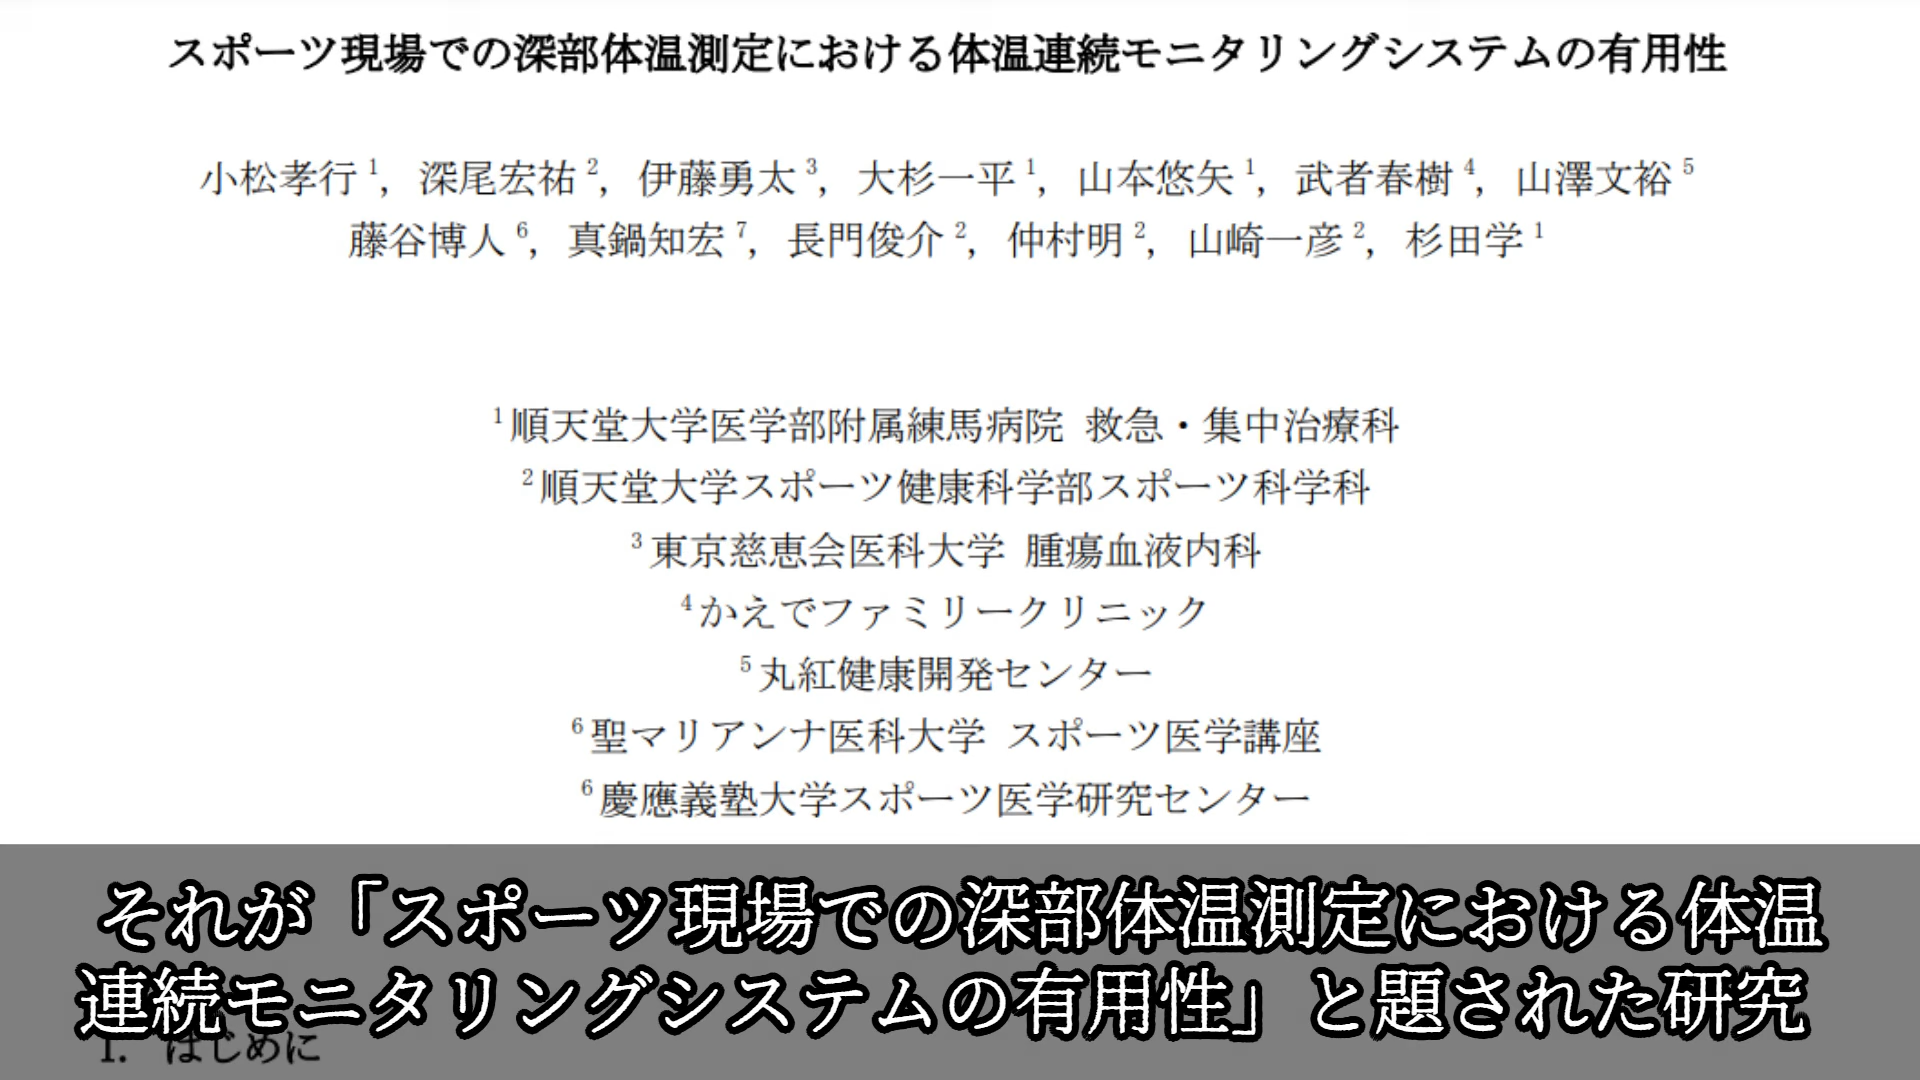 スポーツ現場での深部体温測定における体温連続モニタリングシステムの有用性
小松孝行 1, 深尾宏祐 2, 伊藤勇太 3, 大杉一平 1, 山本悠矢 1, 武者春樹 4, 山澤文裕 5
藤谷博人 6, 真鍋知宏 7, 長門俊介 2, 仲村明 2, 山崎一彦 2, 杉田学 1
1 順天堂大学医学部附属練馬病院 救急・集中治療科
2 順天堂大学スポーツ健康科学部スポーツ科学科
3 東京慈恵会医科大学 腫瘍血液内科
4 かえでファミリークリニック
5 丸紅健康開発センター
6 聖マリアンナ医科大学 スポーツ医学講座
6 慶應義塾大学スポーツ医学研究センター
それが「スポーツ現場での深部体温測定における体温
連続モニタリングシステムの有用性」と題された研究
1. はじめに